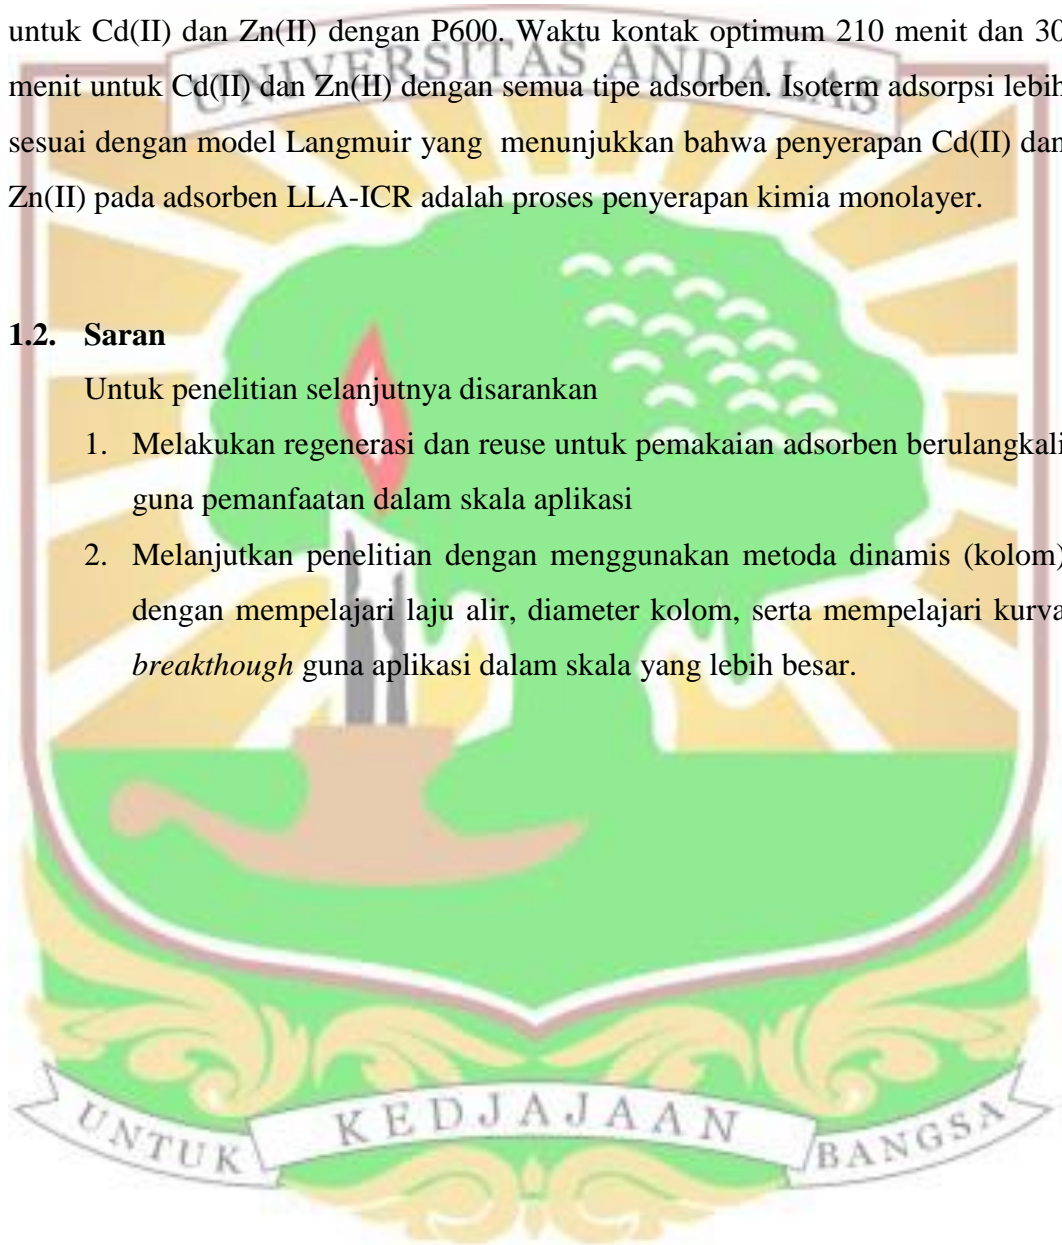 untuk Cd(II) dan Zn(II) dengan P600. Waktu kontak optimum 210 menit dan 30
UNIVERSITAS ANDALAS
menit untuk Cd(II) dan Zn(II) dengan semua tipe adsorben. Isoterm adsorpsi lebih
sesuai dengan model Langmuir yang menunjukkan bahwa penyerapan Cd(II) dan
Zn(II) pada adsorben LLA-ICR adalah proses penyerapan kimia monolayer.
1.2. Saran
Untuk penelitian selanjutnya disarankan
1. Melakukan regenerasi dan reuse untuk pemakaian adsorben berulangkali
guna pemanfaatan dalam skala aplikasi
2. Melanjutkan penelitian dengan menggunakan metoda dinamis (kolom)
dengan mempelajari laju alir, diameter kolom, serta mempelajari kurva
breakthough guna aplikasi dalam skala yang lebih besar.
UNTUK KEDJAJAAN BANGSA